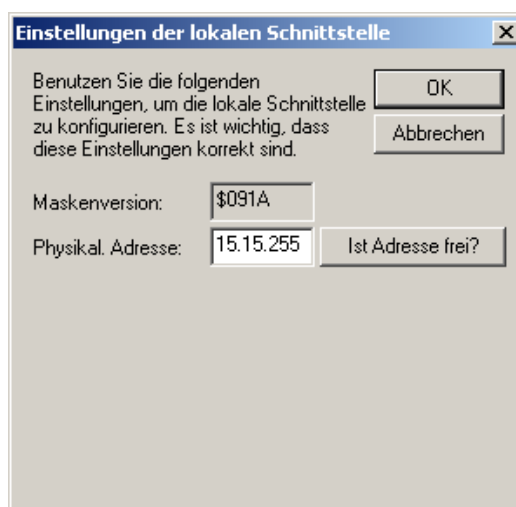 Einstellungen der lokalen Schnittstelle
Benutzen Sie die folgenden
Einstellungen, um die lokale Schnittstelle
zu konfigurieren. Es ist wichtig, dass
diese Einstellungen korrekt sind.
OK
Abbrechen
Maskenversion:
$091A
Physikal. Adresse:
15.15.255
Ist Adresse frei?